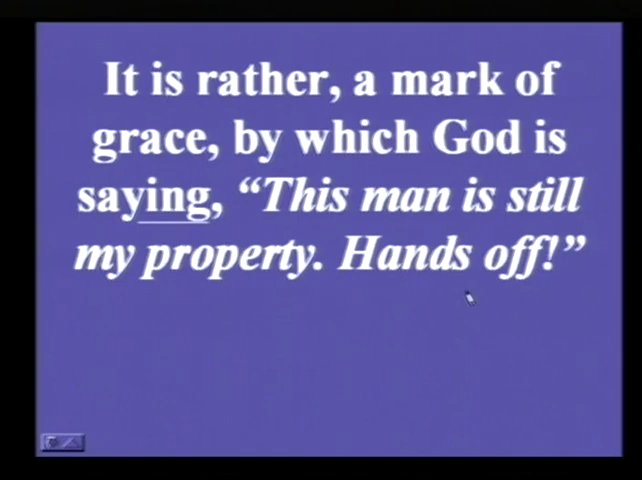 It is rather, a mark of
grace, by which God is
saying, “This man is still
my property. Hands off!”